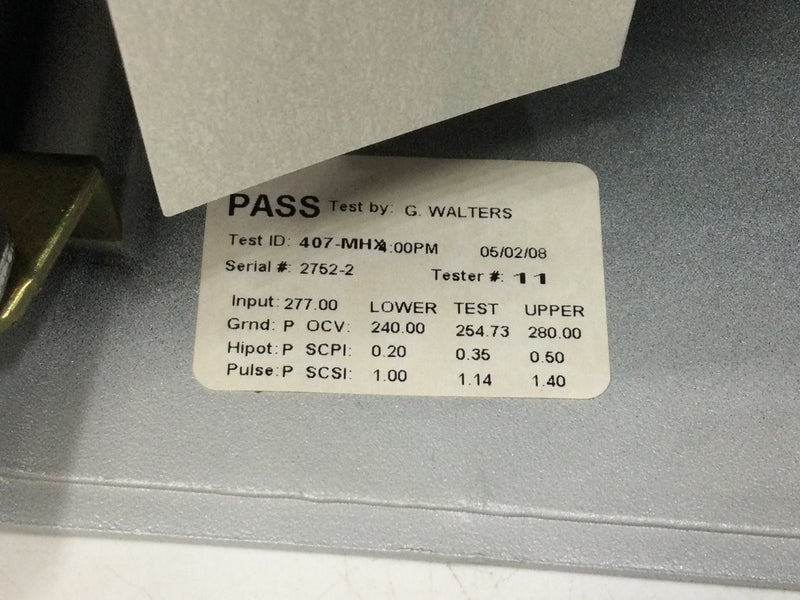 PASS Test by: G. WALTERS
Test ID: 407-MHX 4:00PM 05/02/08
Serial #: 2752-2 Tester #: 11
Input: 277.00 LOWER TEST UPPER
Grnd: P OCV: 240.00 254.73 280.00
Hipot: P SCPI: 0.20 0.35 0.50
Pulse: P SCSI: 1.00 1.14 1.40